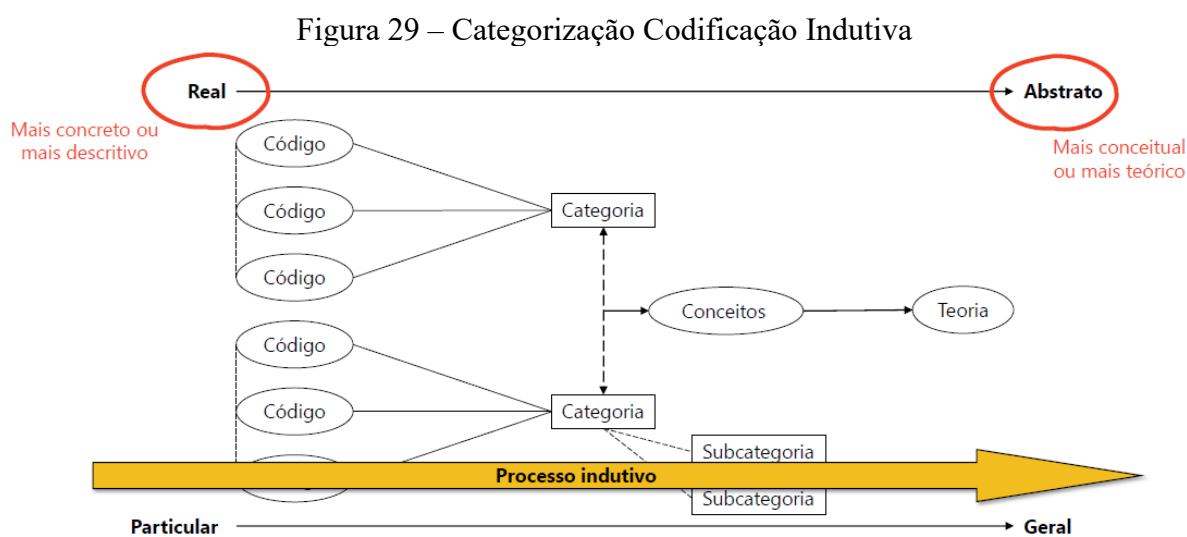 Figura 29 – Categorização Codificação Indutiva
Real
Abstrato
Mais concreto ou
mais descritivo
Mais conceitual
ou mais teórico
Código
Código
Categoria
Código
Conceitos
Teoria
Código
Código
Categoria
Subcategoria
Processo indutivo
Subcategoria
Particular
Geral